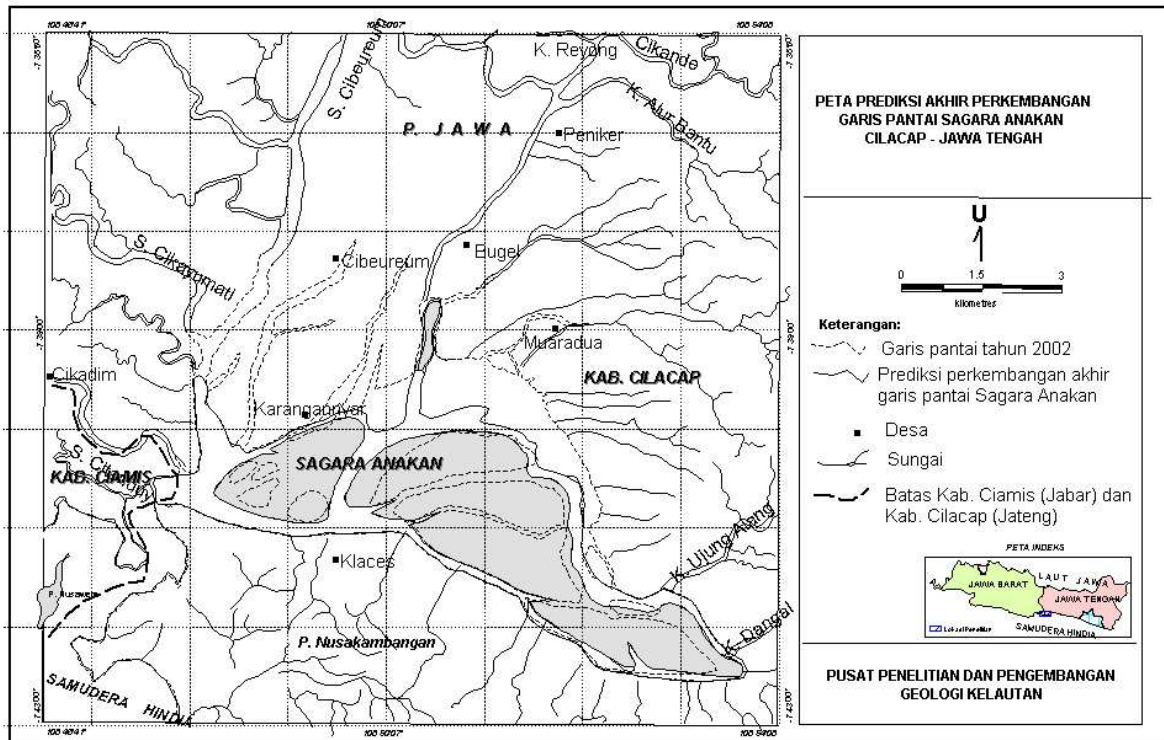 S. Cibeureum
K. Reyong
Cikande
K. Alur Bantu
P. JAWA
Peniker
S. Cikayumati
Cibeureum
Bugel
Muaradua
Cikadim
KAB. CILACAP
SAGARA ANAKAN
KAB. CIAMIS
Klaces
K. Ujung Alang
K. Dangal
P. Nusakambangan
SAMUDERA HINDIA
PETA PREDIKSI AKHIR PERKEMBANGAN
GARIS PANTAI SAGARA ANAKAN
CILACAP - JAWA TENGAH
U
0 1.5 3
kilometres
Keterangan:
Garis pantai tahun 2002
Prediksi perkembangan akhir
garis pantai Sagara Anakan
Desa
Sungai
Batas Kab. Ciamis (Jabar) dan
Kab. Cilacap (Jateng)
PETA INDEKS
LAUT JAWA
JAWA BARAT
JAWA TENGAH
SAMUDERA HINDIA
PUSAT PENELITIAN DAN PENGEMBANGAN
GEOLOGI KELAUTAN